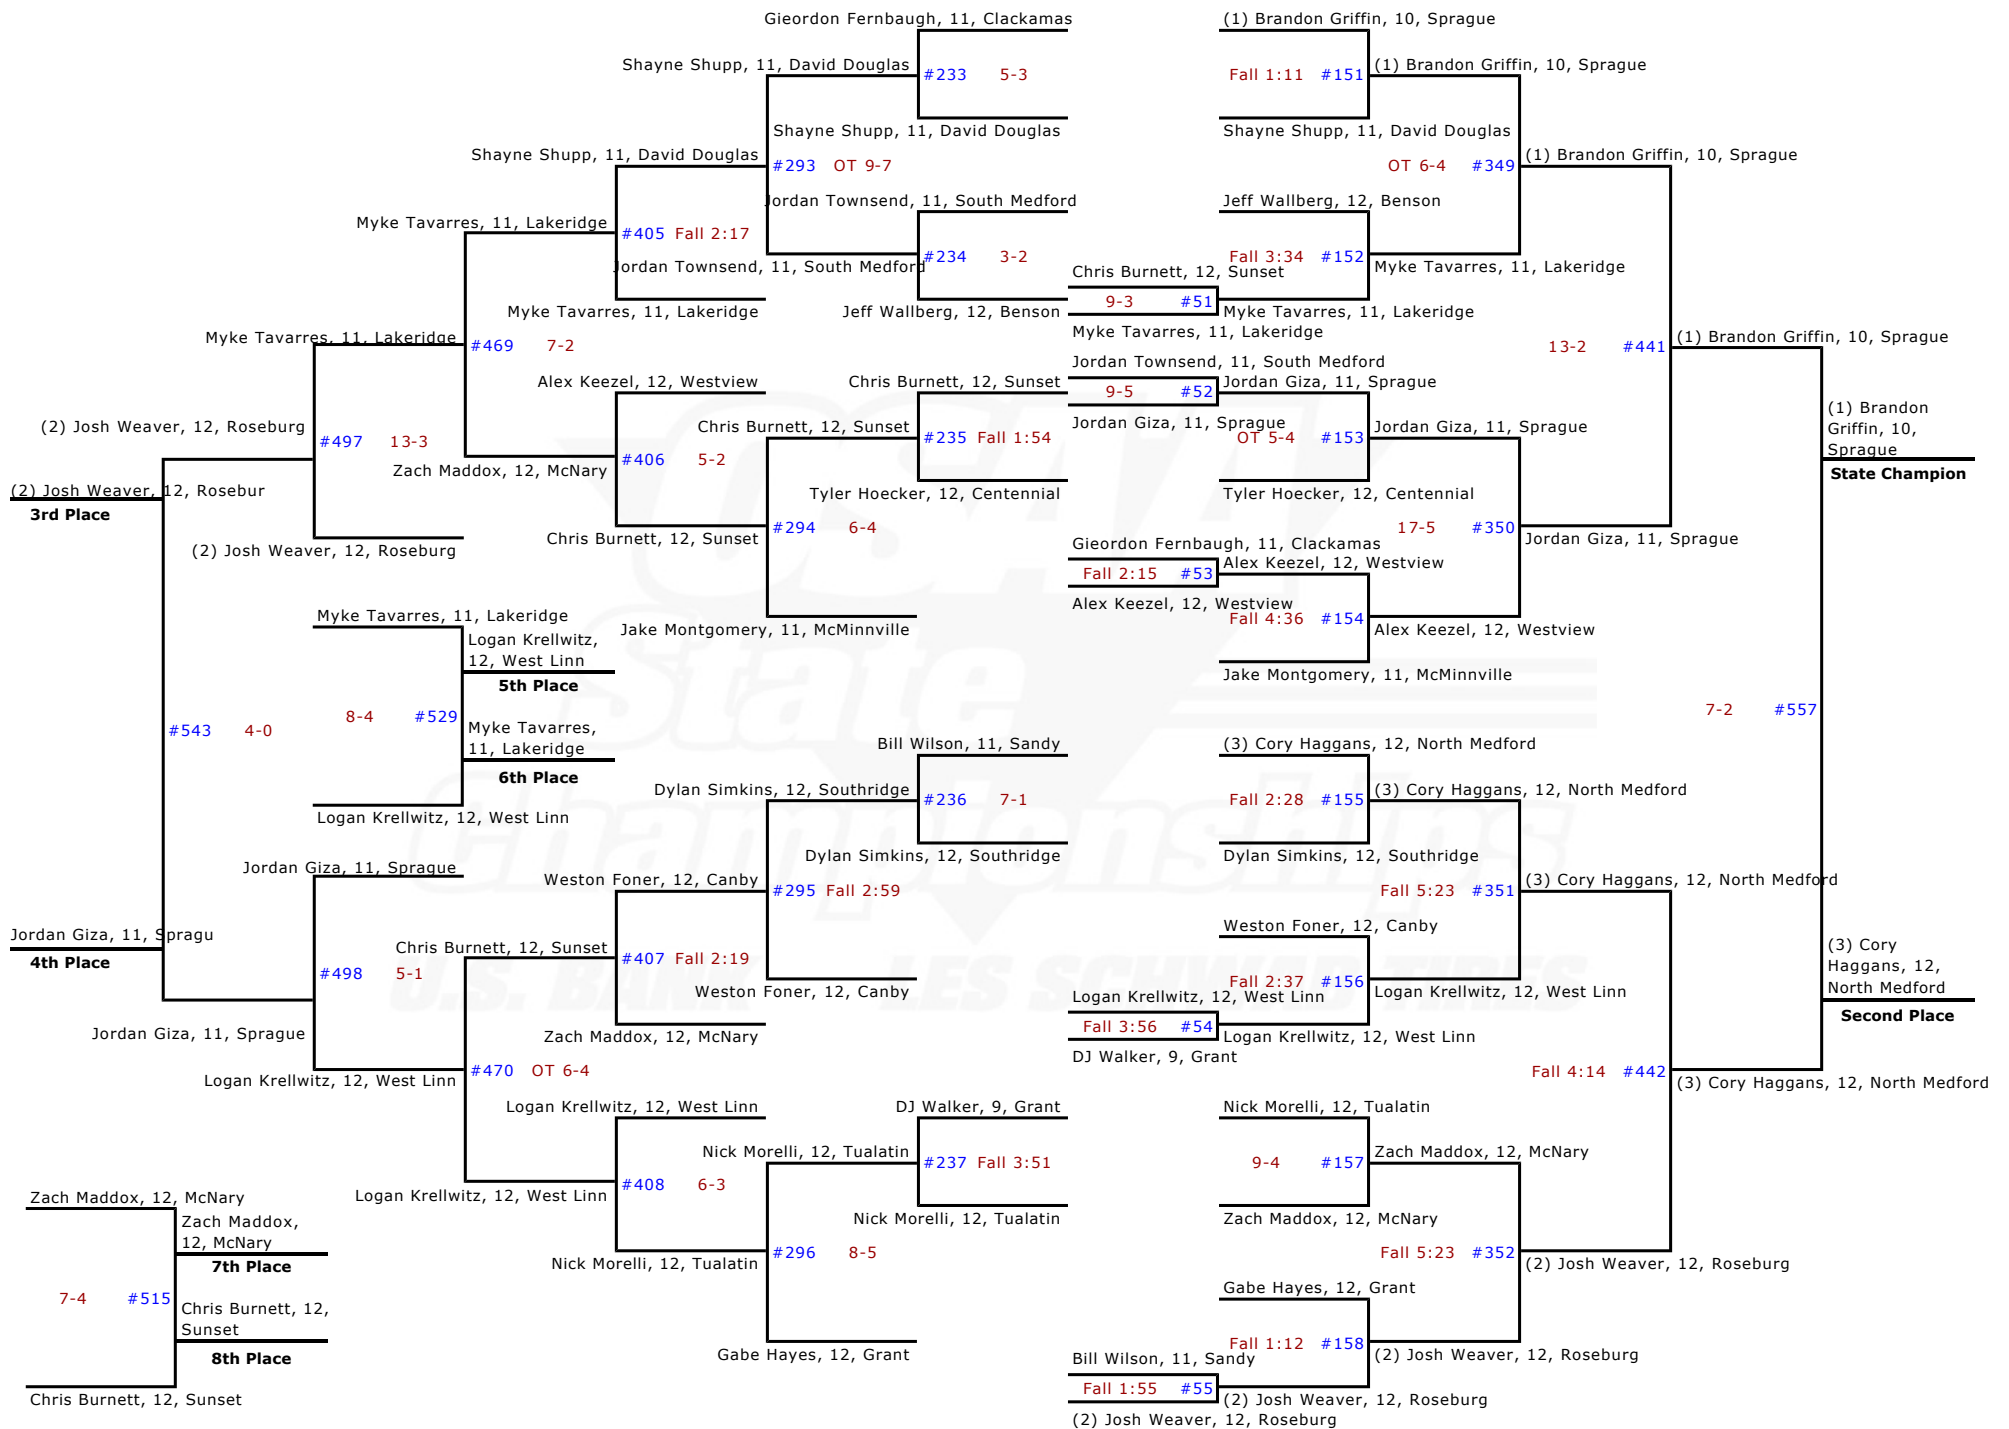 Gieordon Fernbaugh, 11, Clackamas
(1) Brandon Griffin, 10, Sprague
Shayne Shupp, 11, David Douglas
#233 5-3
Fall 1:11 #151
(1) Brandon Griffin, 10, Sprague
Shayne Shupp, 11, David Douglas
Shayne Shupp, 11, David Douglas
Shayne Shupp, 11, David Douglas
#293 OT 9-7
OT 6-4 #349
(1) Brandon Griffin, 10, Sprague
Jordan Townsend, 11, South Medford
Jeff Wallberg, 12, Benson
Myke Tavarres, 11, Lakeridge
#405 Fall 2:17
Jordan Townsend, 11, South Medford
#234 3-2
Fall 3:34 #152
Myke Tavarres, 11, Lakeridge
Chris Burnett, 12, Sunset
9-3 #51
Myke Tavarres, 11, Lakeridge
Jeff Wallberg, 12, Benson
Myke Tavarres, 11, Lakeridge
Myke Tavarres, 11, Lakeridge
Myke Tavarres, 11, Lakeridge
#469 7-2
13-2 #441
(1) Brandon Griffin, 10, Sprague
Jordan Townsend, 11, South Medford
Alex Keezel, 12, Westview
Chris Burnett, 12, Sunset
9-5 #52
Jordan Giza, 11, Sprague
Jordan Giza, 11, Sprague
(2) Josh Weaver, 12, Roseburg
#497 13-3
Chris Burnett, 12, Sunset
#235 Fall 1:54
OT 5-4 #153
Jordan Giza, 11, Sprague
(1) Brandon
Griffin, 10,
Sprague
State Champion
#406 5-2
Zach Maddox, 12, McNary
(2) Josh Weaver, 12, Rosebur
3rd Place
Tyler Hoecker, 12, Centennial
Tyler Hoecker, 12, Centennial
#294 6-4
17-5 #350
Chris Burnett, 12, Sunset
Jordan Giza, 11, Sprague
(2) Josh Weaver, 12, Roseburg
Gieordon Fernbaugh, 11, Clackamas
Fall 2:15 #53
Alex Keezel, 12, Westview
Alex Keezel, 12, Westview
Myke Tavarres, 11, Lakeridge
Logan Krellwitz,
12, West Linn
5th Place
Jake Montgomery, 11, McMinnville
Fall 4:36 #154
Alex Keezel, 12, Westview
Jake Montgomery, 11, McMinnville
8-4 #529
#543 4-0
7-2 #557
Myke Tavarres,
11, Lakeridge
6th Place
Bill Wilson, 11, Sandy
(3) Cory Haggans, 12, North Medford
Dylan Simkins, 12, Southridge
#236 7-1
Fall 2:28 #155
(3) Cory Haggans, 12, North Medford
Logan Krellwitz, 12, West Linn
Dylan Simkins, 12, Southridge
Dylan Simkins, 12, Southridge
Jordan Giza, 11, Sprague
Weston Foner, 12, Canby
#295 Fall 2:59
Fall 5:23 #351
(3) Cory Haggans, 12, North Medford
Weston Foner, 12, Canby
Jordan Giza, 11, Spragu
4th Place
Chris Burnett, 12, Sunset
#407 Fall 2:19
#498 5-1
Fall 2:37 #156
(3) Cory
Haggans, 12,
North Medford
Second Place
Weston Foner, 12, Canby
Logan Krellwitz, 12, West Linn
Logan Krellwitz, 12, West Linn
Fall 3:56 #54
Jordan Giza, 11, Sprague
Zach Maddox, 12, McNary
Logan Krellwitz, 12, West Linn
DJ Walker, 9, Grant
Logan Krellwitz, 12, West Linn
#470 OT 6-4
Fall 4:14 #442
(3) Cory Haggans, 12, North Medford
Logan Krellwitz, 12, West Linn
DJ Walker, 9, Grant
Nick Morelli, 12, Tualatin
Nick Morelli, 12, Tualatin
#237 Fall 3:51
9-4 #157
Zach Maddox, 12, McNary
Logan Krellwitz, 12, West Linn
#408 6-3
Zach Maddox, 12, McNary
Zach Maddox,
12, McNary
7th Place
Nick Morelli, 12, Tualatin
Zach Maddox, 12, McNary
#296 8-5
Fall 5:23 #352
Nick Morelli, 12, Tualatin
(2) Josh Weaver, 12, Roseburg
Gabe Hayes, 12, Grant
7-4 #515
Chris Burnett, 12,
Sunset
8th Place
Gabe Hayes, 12, Grant
Fall 1:12 #158
(2) Josh Weaver, 12, Roseburg
Bill Wilson, 11, Sandy
Fall 1:55 #55
Chris Burnett, 12, Sunset
(2) Josh Weaver, 12, Roseburg
(2) Josh Weaver, 12, Roseburg
OSAA
State
Championships
U.S. BANK LES SCHWAB TIRES